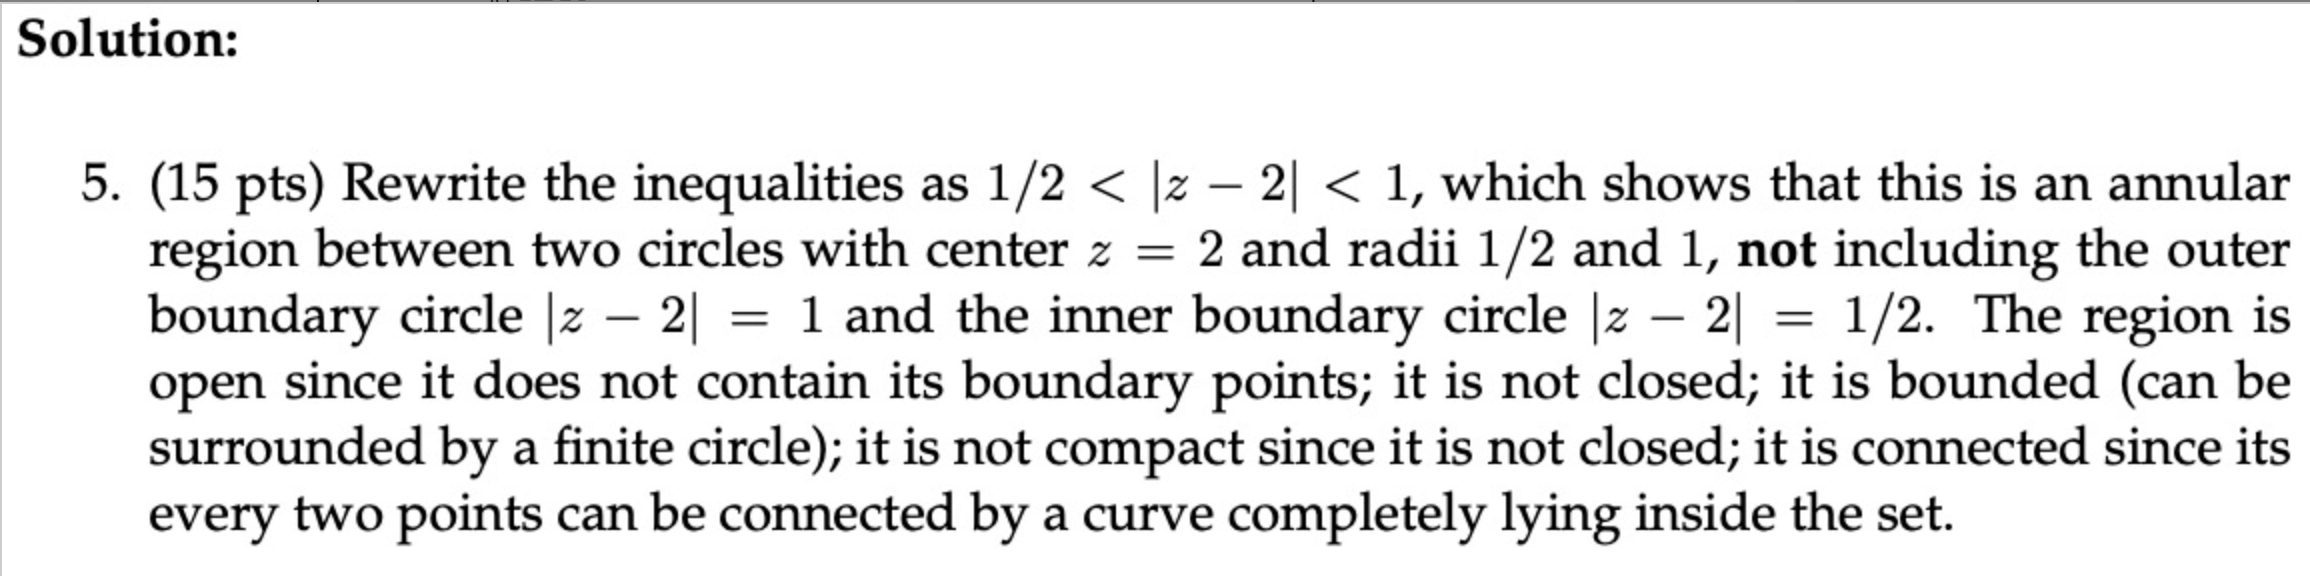 Solution:
5. (15 pts) Rewrite the inequalities as 1/2 < |z − 2| < 1, which shows that this is an annular
region between two circles with center z = 2 and radii 1/2 and 1, not including the outer
boundary circle |z − 2| = 1 and the inner boundary circle |z − 2| = 1/2. The region is
open since it does not contain its boundary points; it is not closed; it is bounded (can be
surrounded by a finite circle); it is not compact since it is not closed; it is connected since its
every two points can be connected by a curve completely lying inside the set.